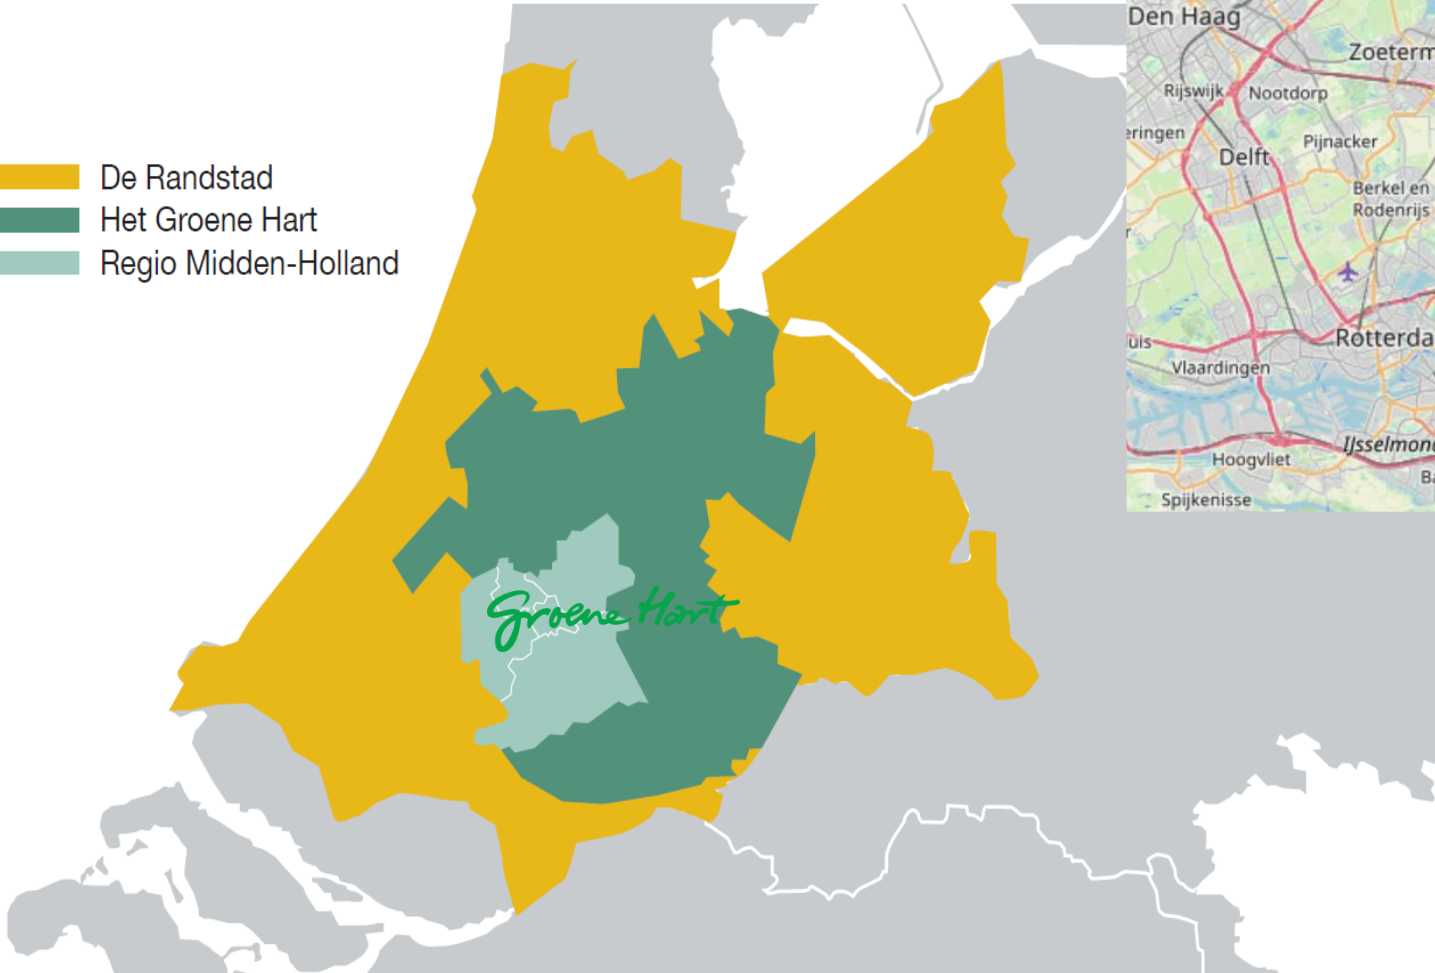 De Randstad
Het Groene Hart
Regio Midden-Holland
Groene Hart
Den Haag
Zoeterm
Rijswijk
Nootdorp
eringen
Pijnacker
Delft
Berkel en
Rodenrijs
r
uis
Rotterda
Vlaardingen
IJsselmond
Hoogvliet
Ba
Spijkenisse